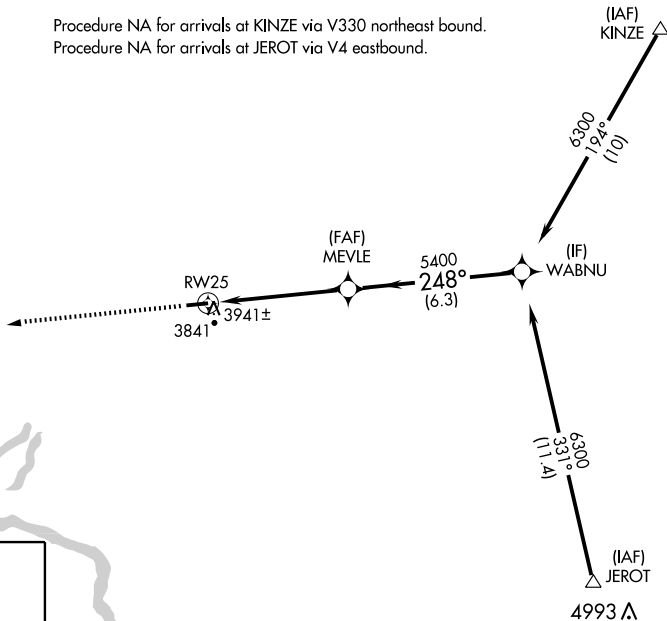 Procedure NA for arrivals at KINZE via V330 northeast bound.
Procedure NA for arrivals at JEROT via V4 eastbound.
(IAF)
KINZE
6300
194°
(10)
(FAF)
MEVLE
5400
248°
(6.3)
(IF)
WABNU
RW25
3941±
3841
6300
331°
(11.4)
(IAF)
JEROT
4993